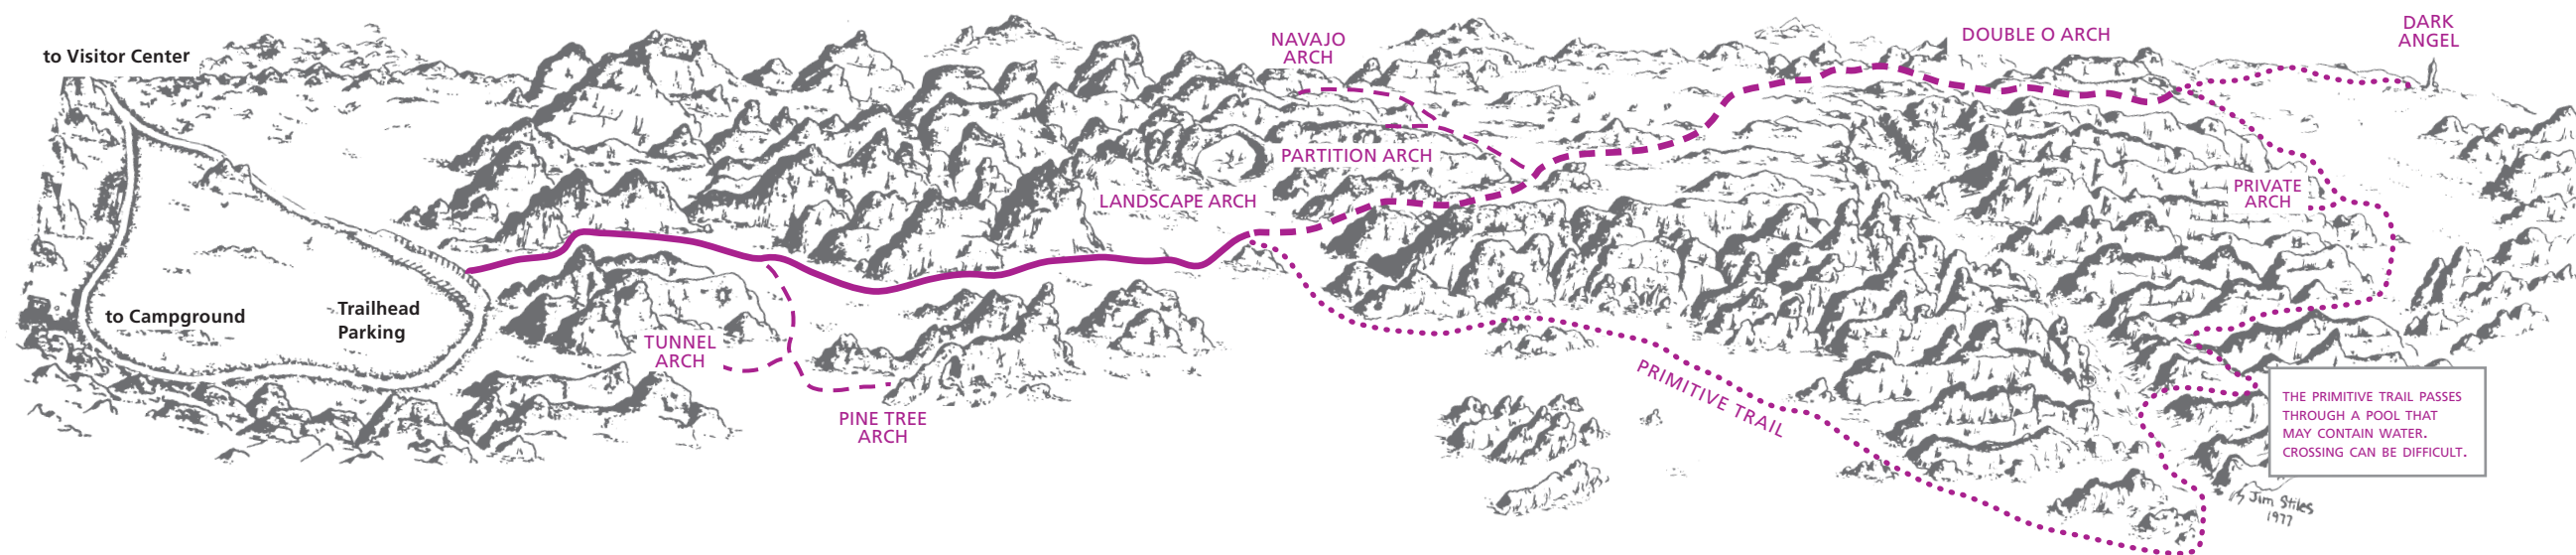 to Visitor Center
NAVAJO
ARCH
DOUBLE O ARCH
DARK
ANGEL
PARTITION ARCH
LANDSCAPE ARCH
PRIVATE
ARCH
to Campground
Trailhead
Parking
TUNNEL
ARCH
PINE TREE
ARCH
PRIMITIVE TRAIL
THE PRIMITIVE TRAIL PASSES
THROUGH A POOL THAT
MAY CONTAIN WATER.
CROSSING CAN BE DIFFICULT.
by Jim Stiles
1977